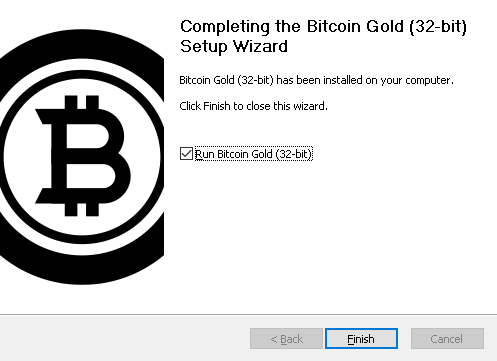 Completing the Bitcoin Gold (32-bit)
Setup Wizard
Bitcoin Gold (32-bit) has been installed on your computer.
Click Finish to close this wizard.
Run Bitcoin Gold (32-bit)
< Back
Finish
Cancel